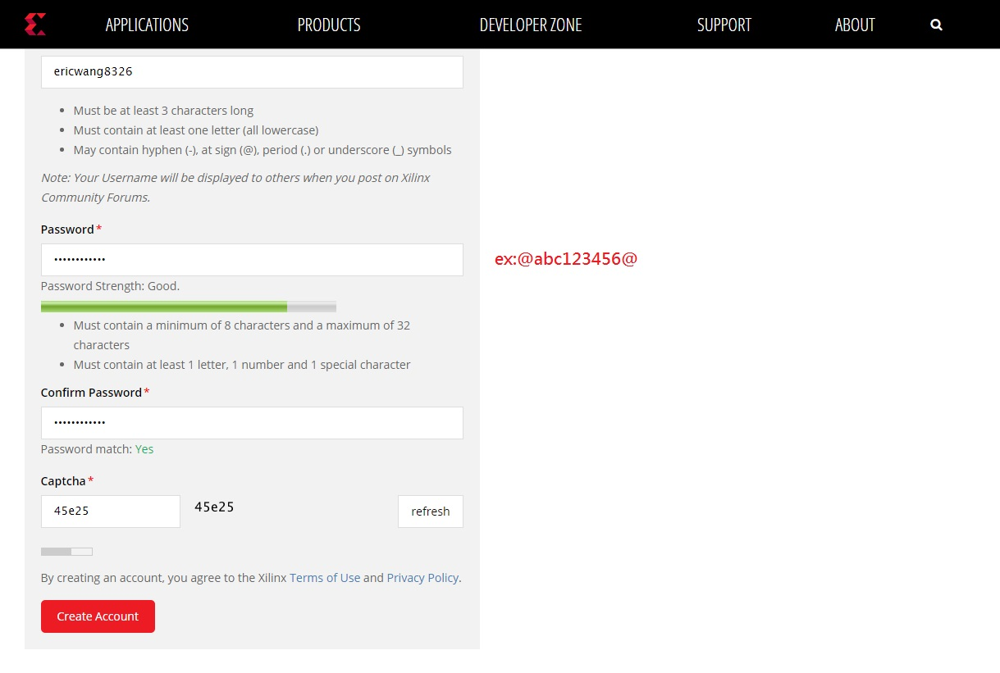 APPLICATIONS PRODUCTS DEVELOPER ZONE SUPPORT ABOUT
ericwang8326
Must be at least 3 characters long
Must contain at least one letter (all lowercase)
May contain hyphen (-), at sign (@), period (.) or underscore (_) symbols
Note: Your Username will be displayed to others when you post on Xilinx
Community Forums.
Password*
••••••••••••
ex:@abc123456@
Password Strength: Good.
Must contain a minimum of 8 characters and a maximum of 32
characters
Must contain at least 1 letter, 1 number and 1 special character
Confirm Password*
••••••••••••
Password match: Yes
Captcha*
45e25 45e25 refresh
By creating an account, you agree to the Xilinx Terms of Use and Privacy Policy.
Create Account